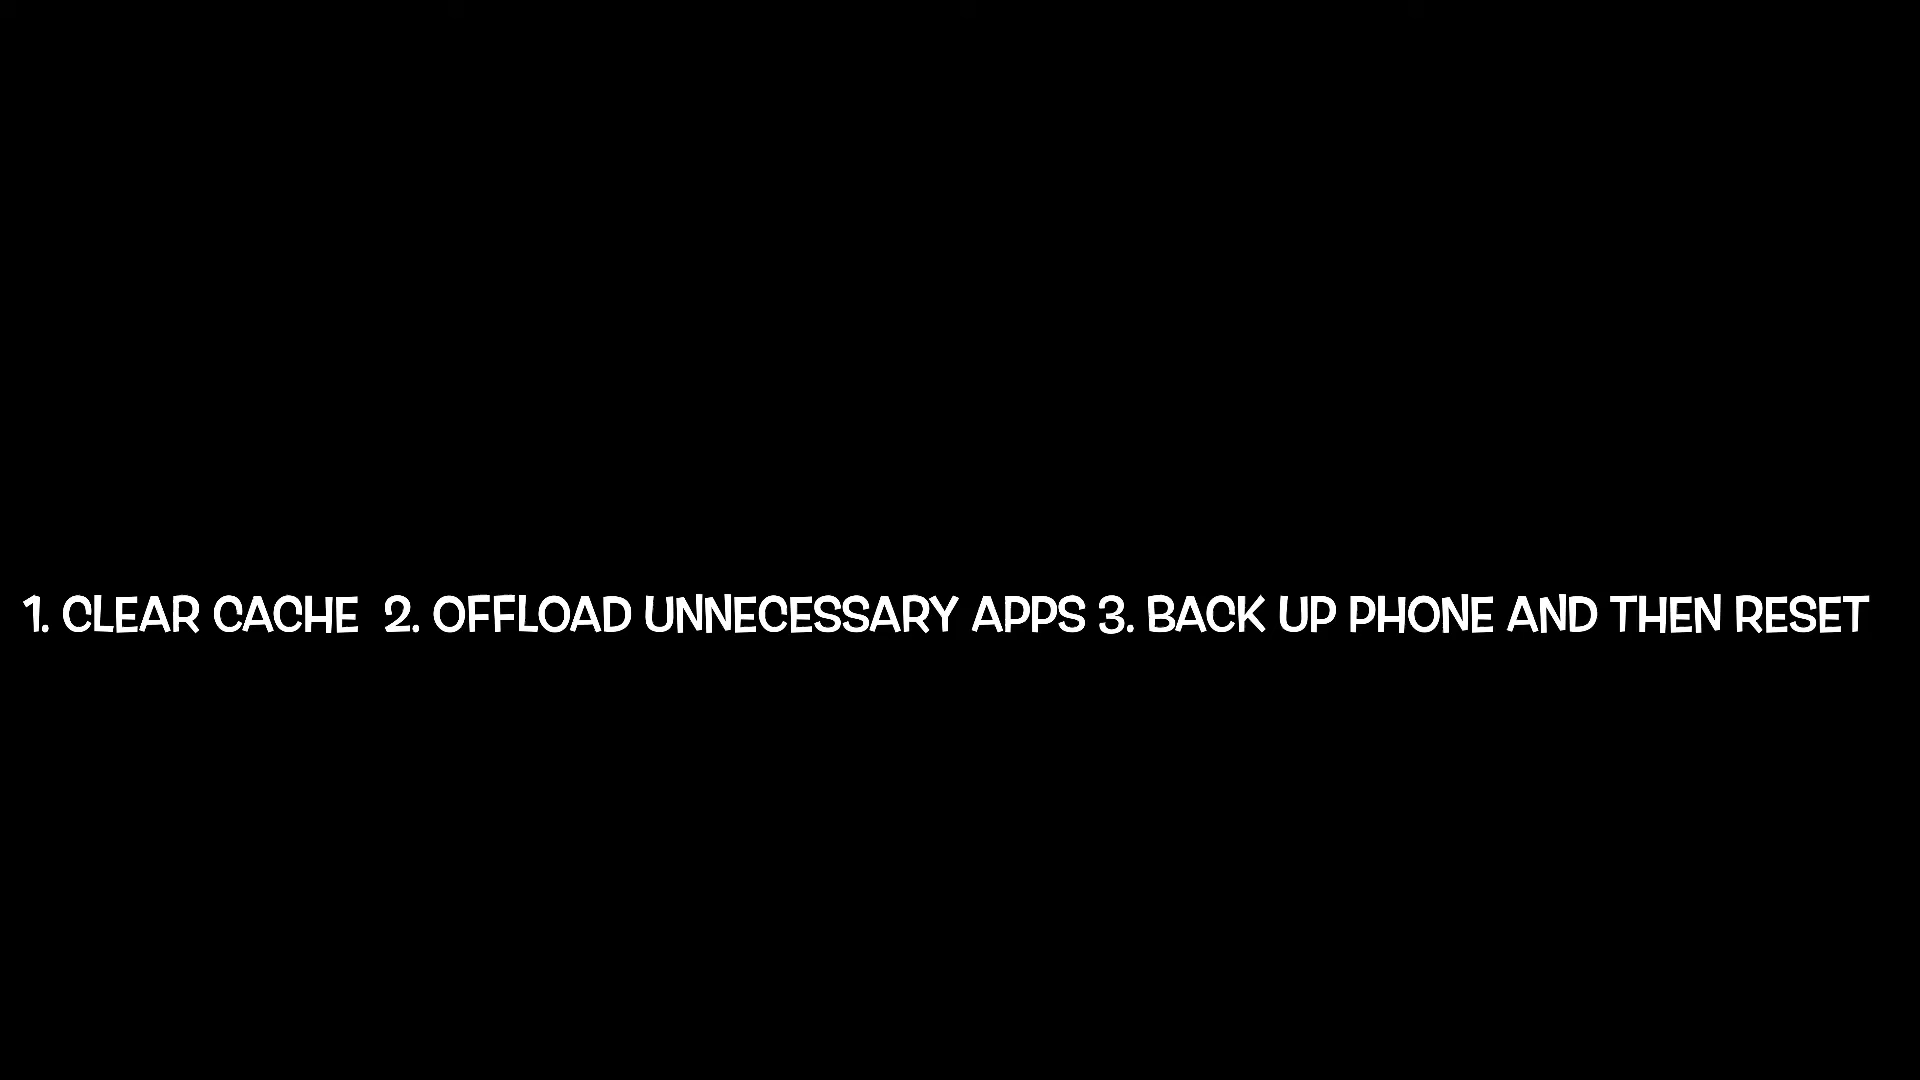 1. CLEAR CACHE  2. OFFLOAD UNNECESSARY APPS 3. BACK UP PHONE AND THEN RESET